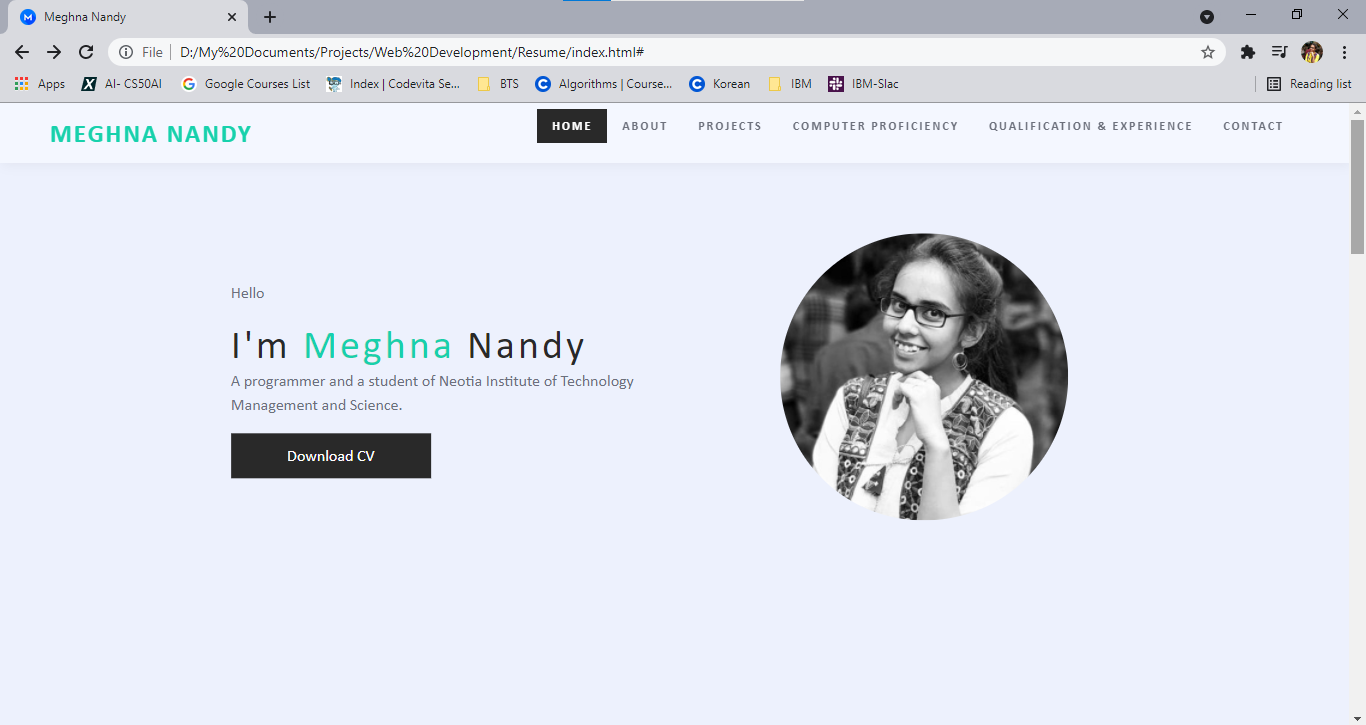 Meghna Nandy
File
D:/My%20Documents/Projects/Web%20Development/Resume/index.html#
Apps
AI- CS50AI
Google Courses List
Index | Codevita Se...
BTS
Algorithms | Course...
Korean
IBM
IBM-Slac
Reading list
MEGHNA NANDY
HOME
ABOUT
PROJECTS
COMPUTER PROFICIENCY
QUALIFICATION & EXPERIENCE
CONTACT
Hello
I'm Meghna Nandy
A programmer and a student of Neotia Institute of Technology
Management and Science.
Download CV